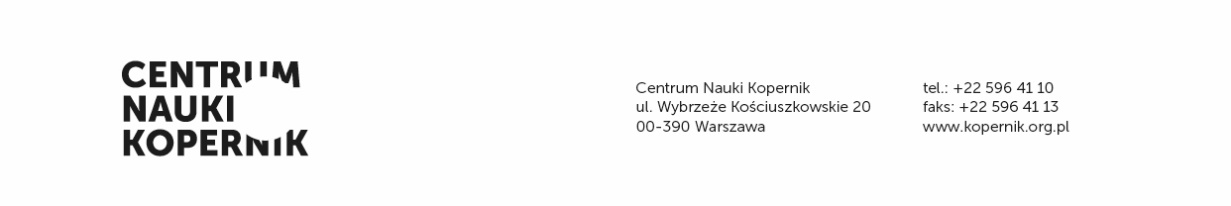 CENTRUM
NAUKI
KOPERNIK
Centrum Nauki Kopernik
ul. Wybrzeże Kościuszkowskie 20
00-390 Warszawa
tel.: +22 596 41 10
faks: +22 596 41 13
www.kopernik.org.pl